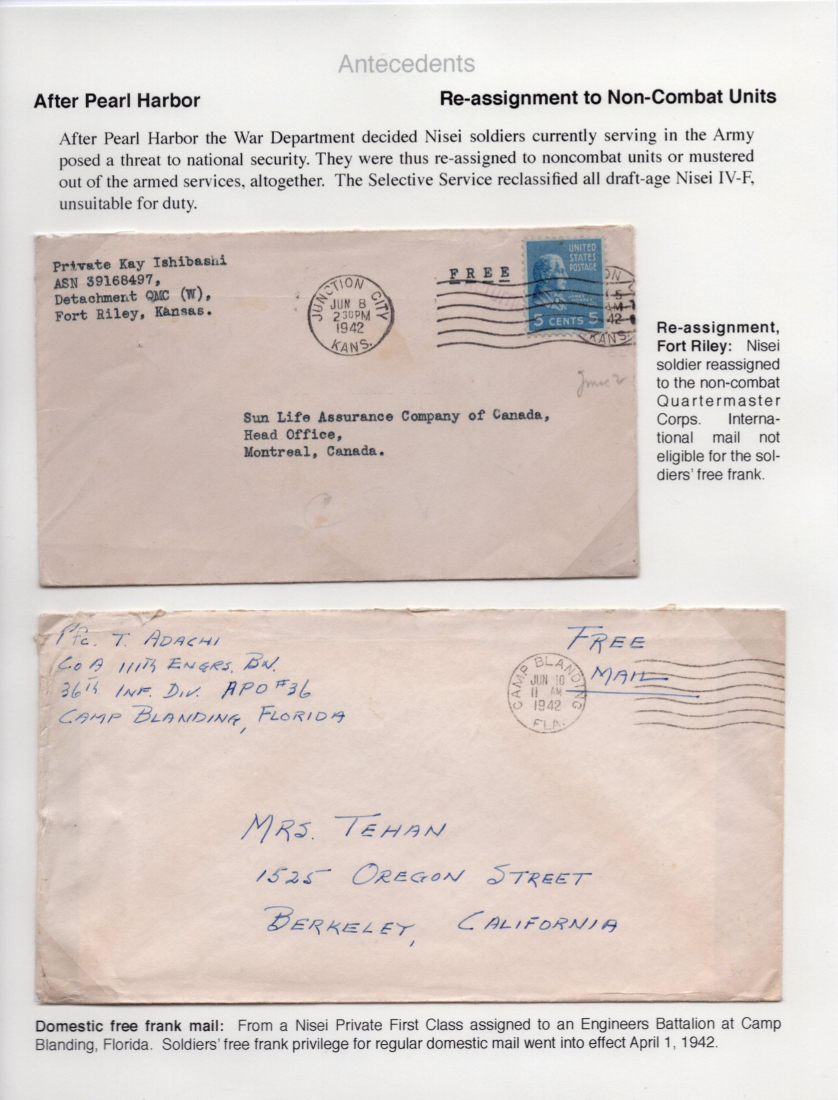 Antecedents
After Pearl Harbor
Re-assignment to Non-Combat Units
After Pearl Harbor the War Department decided Nisei soldiers currently serving in the Army
posed a threat to national security. They were thus re-assigned to noncombat units or mustered
out of the armed services, altogether. The Selective Service reclassified all draft-age Nisei IV-F,
unsuitable for duty.
Private Kay Ishibashi
ASN 39168497,
Detachment QMC (W),
Fort Riley, Kansas.
JUNCTION CITY
JUN 8
2 30 PM
1942
KANS.
FREE
UNITED
STATES
POSTAGE
5 CENTS 5
KANS
Sun Life Assurance Company of Canada,
Head Office,
Montreal, Canada.
Re-assignment,
Fort Riley: Nisei
soldier reassigned
to the non-combat
Quartermaster
Corps. Interna-
tional mail not
eligible for the sol-
diers' free frank.
Pfc. T. ADACHI
CO A 111TH ENGRS. BN.
36TH INF. DIV. APO #36
CAMP BLANDING, FLORIDA
FREE
MAIL
CAMP BLANDING
JUN 10
11 AM
1942
FLA.
MRS. TEHAN
1525 OREGON STREET
BERKELEY, CALIFORNIA
Domestic free frank mail: From a Nisei Private First Class assigned to an Engineers Battalion at Camp
Blanding, Florida. Soldiers' free frank privilege for regular domestic mail went into effect April 1, 1942.